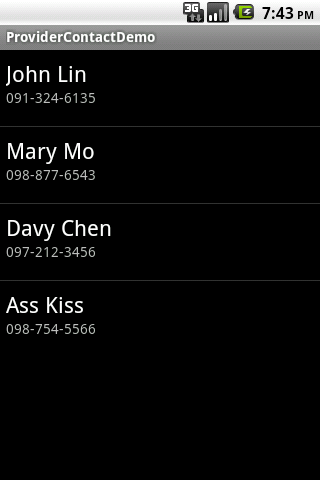 3G 7:43 PM
ProviderContactDemo
John Lin
091-324-6135
Mary Mo
098-877-6543
Davy Chen
097-212-3456
Ass Kiss
098-754-5566